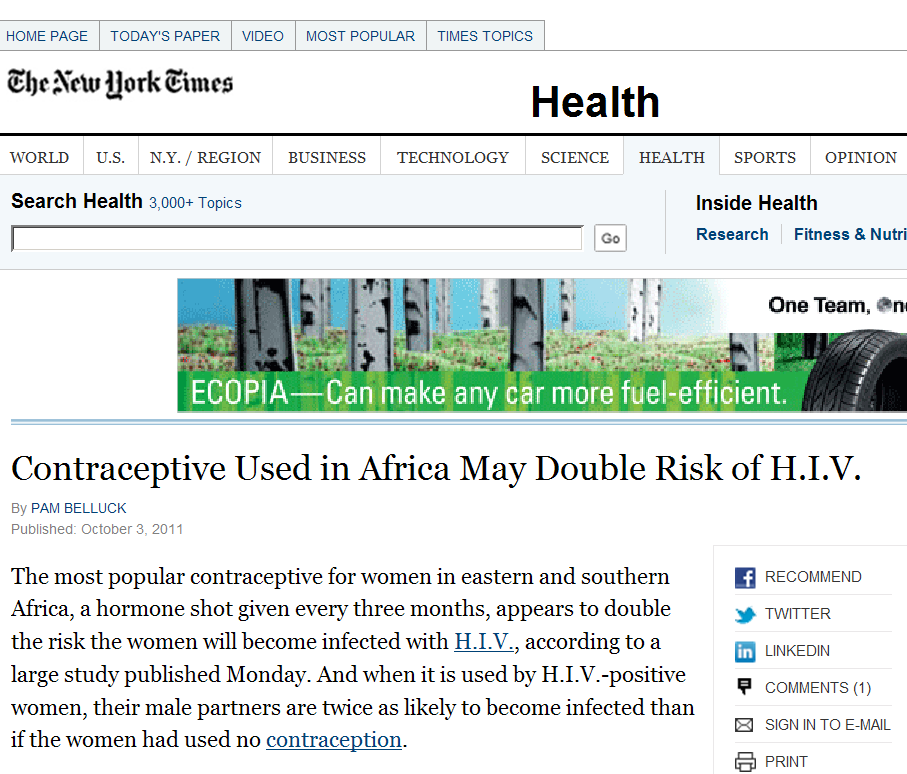 HOME PAGE TODAY'S PAPER VIDEO MOST POPULAR TIMES TOPICS
The New York Times
Health
WORLD U.S. N.Y. / REGION BUSINESS TECHNOLOGY SCIENCE HEALTH SPORTS OPINION
Search Health 3,000+ Topics
Go
Inside Health
Research Fitness & Nutri
One Team,
ECOPIA—Can make any car more fuel-efficient.
Contraceptive Used in Africa May Double Risk of H.I.V.
By PAM BELLUCK
Published: October 3, 2011
The most popular contraceptive for women in eastern and southern
Africa, a hormone shot given every three months, appears to double
the risk the women will become infected with H.I.V., according to a
large study published Monday. And when it is used by H.I.V.-positive
women, their male partners are twice as likely to become infected than
if the women had used no contraception.
RECOMMEND
TWITTER
LINKEDIN
COMMENTS (1)
SIGN IN TO E-MAIL
PRINT